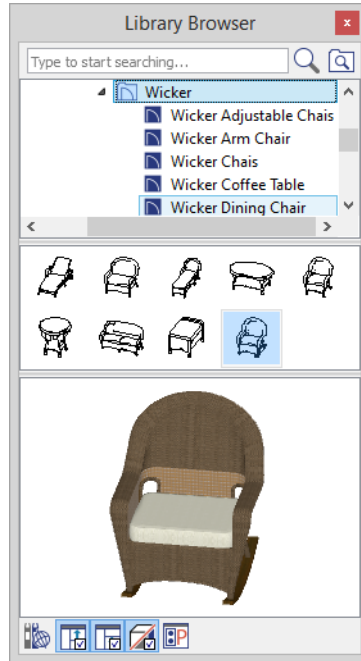 Library Browser
x
Type to start searching...
Wicker
Wicker Adjustable Chais
Wicker Arm Chair
Wicker Chais
Wicker Coffee Table
Wicker Dining Chair
P